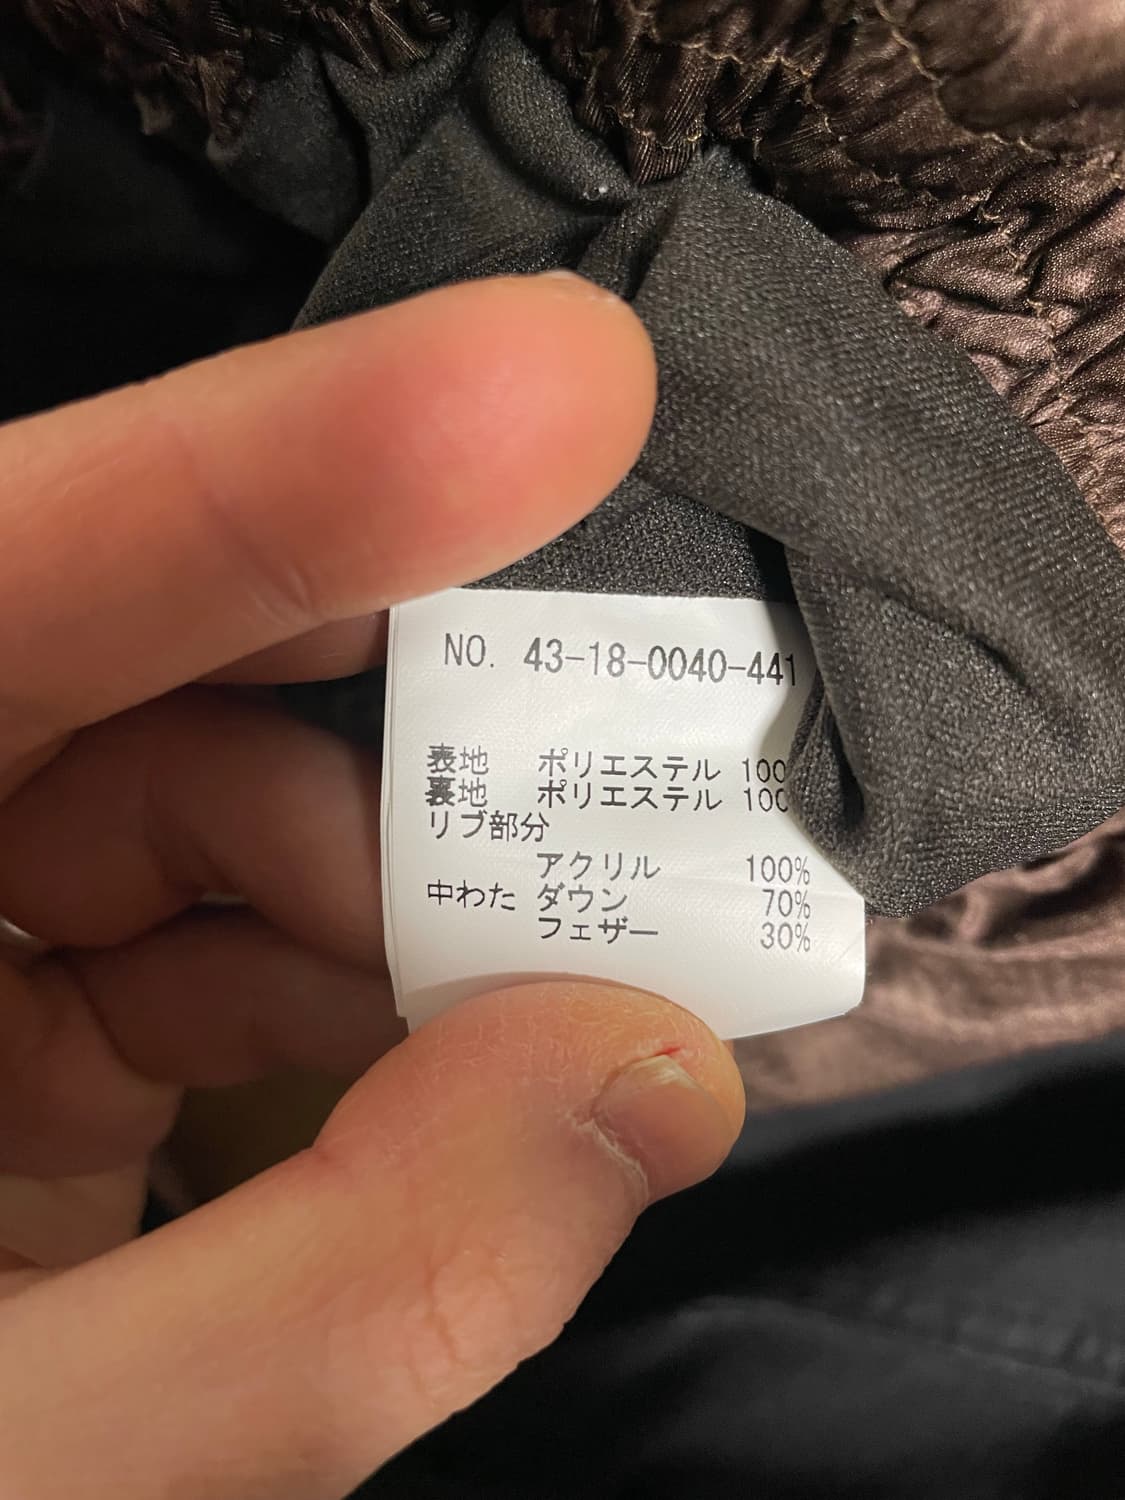 NO. 43-18-0040-441
表地 ポリエステル 100
裏地 ポリエステル 100
リブ部分
アクリル 100%
中わた ダウン 70%
フェザー 30%